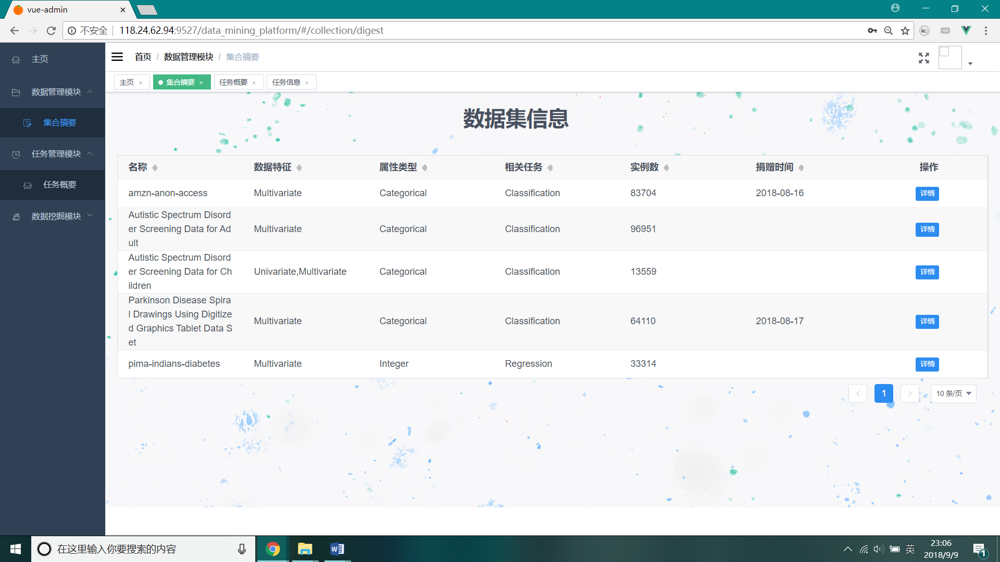 vue-admin
不安全
118.24.62.94:9527/data_mining_platform/#/collection/digest
HD
主页
数据管理模块
集合摘要
任务管理模块
任务概要
数据挖掘模块
首页 / 数据管理模块 / 集合摘要
主页 × 集合摘要 × 任务概要 × 任务信息 ×
数据集信息
名称 数据特征 属性类型 相关任务 实例数 捐赠时间 操作
amzn-anon-access Multivariate Categorical Classification 83704 2018-08-16 详情
Autistic Spectrum Disord
er Screening Data for Ad
ult
Multivariate Categorical Classification 96951 详情
Autistic Spectrum Disord
er Screening Data for Ch
ildren
Univariate,Multivariate Categorical Classification 13559 详情
Parkinson Disease Spira
l Drawings Using Digitize
d Graphics Tablet Data S
et
Multivariate Categorical Classification 64110 2018-08-17 详情
pima-indians-diabetes Multivariate Integer Regression 33314 详情
1
10 条/页
在这里输入你要搜索的内容
英
23:06
2018/9/9
1